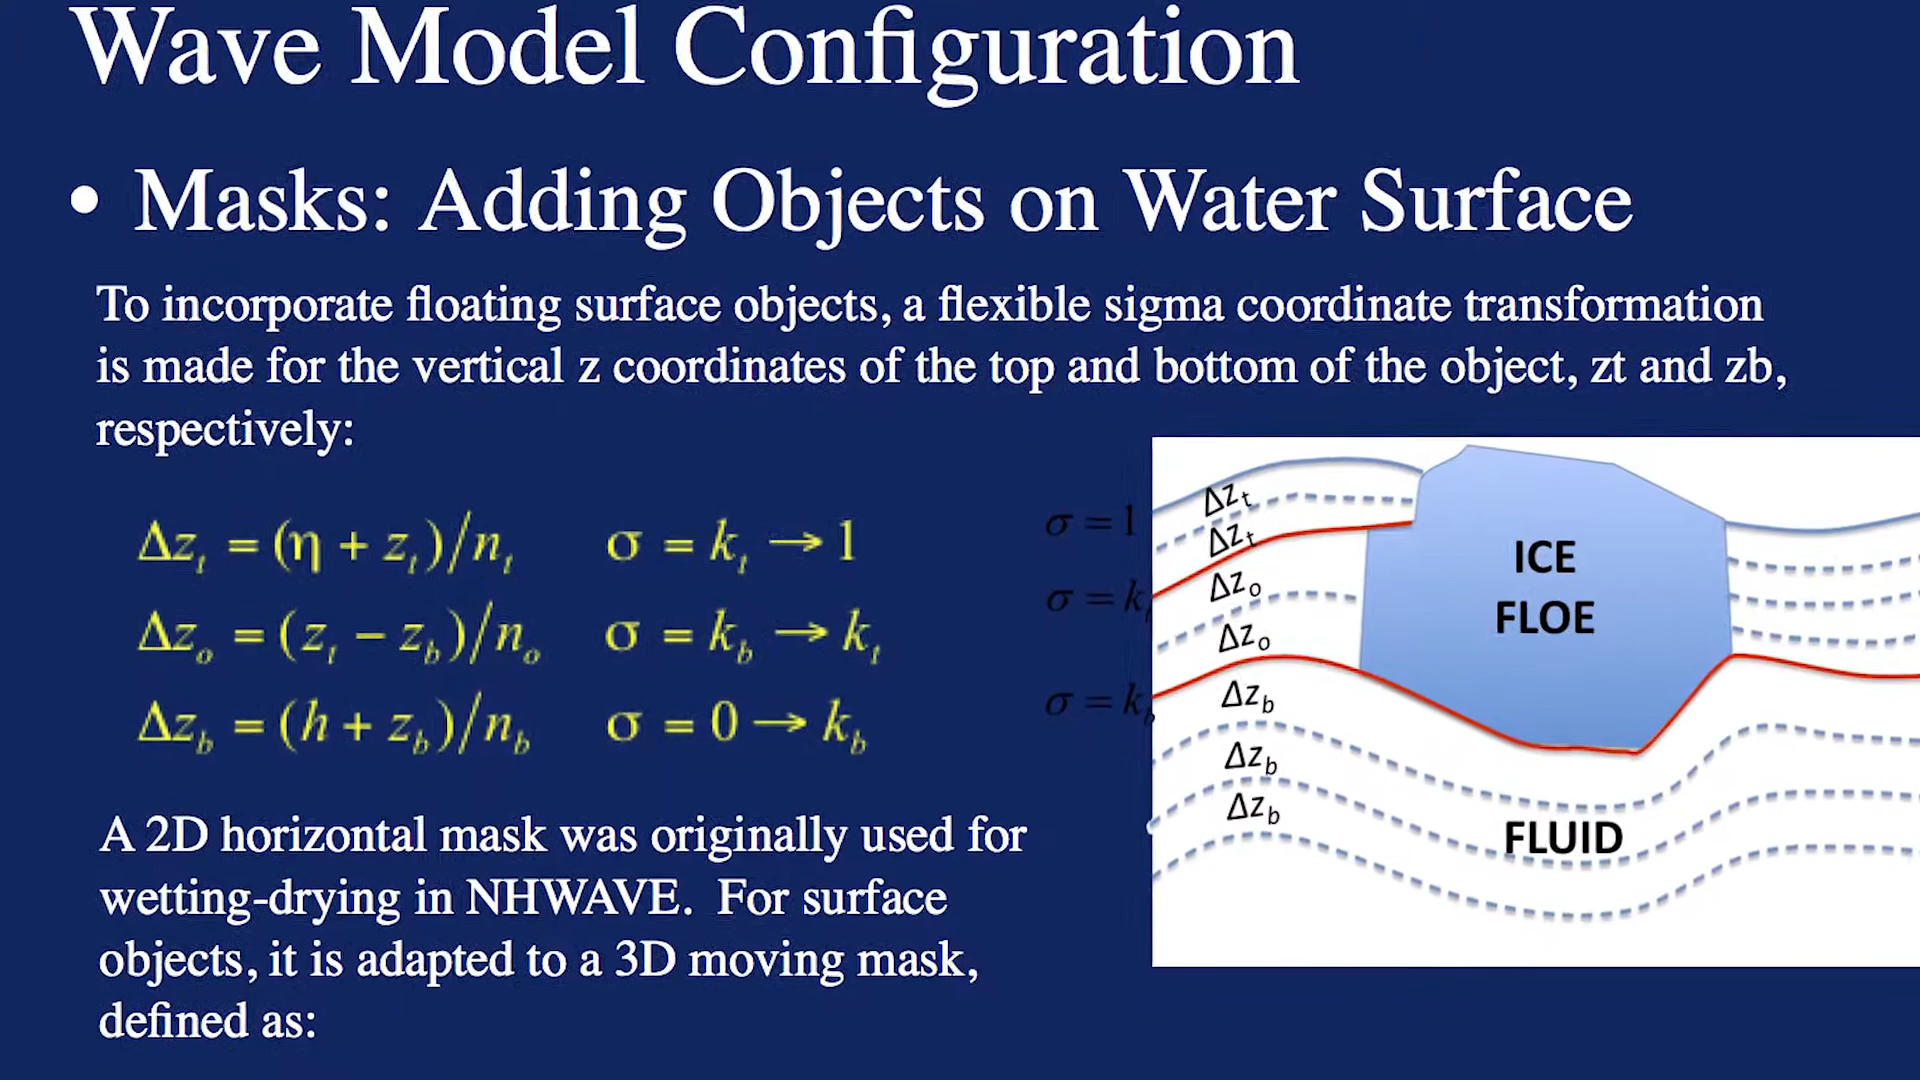 Wave Model Configuration
• Masks: Adding Objects on Water Surface
To incorporate floating surface objects, a flexible sigma coordinate transformation
is made for the vertical z coordinates of the top and bottom of the object, zt and zb,
respectively:
Δz_t = (η + z_t)/n_t σ = k_t → 1
Δz_o = (z_t − z_b)/n_o σ = k_b → k_t
Δz_b = (h + z_b)/n_b σ = 0 → k_b
σ = 1
σ = k_t
σ = k_b
Δz_t
Δz_t
Δz_o
Δz_o
Δz_b
Δz_b
Δz_b
ICE
FLOE
FLUID
A 2D horizontal mask was originally used for
wetting-drying in NHWAVE. For surface
objects, it is adapted to a 3D moving mask,
defined as: